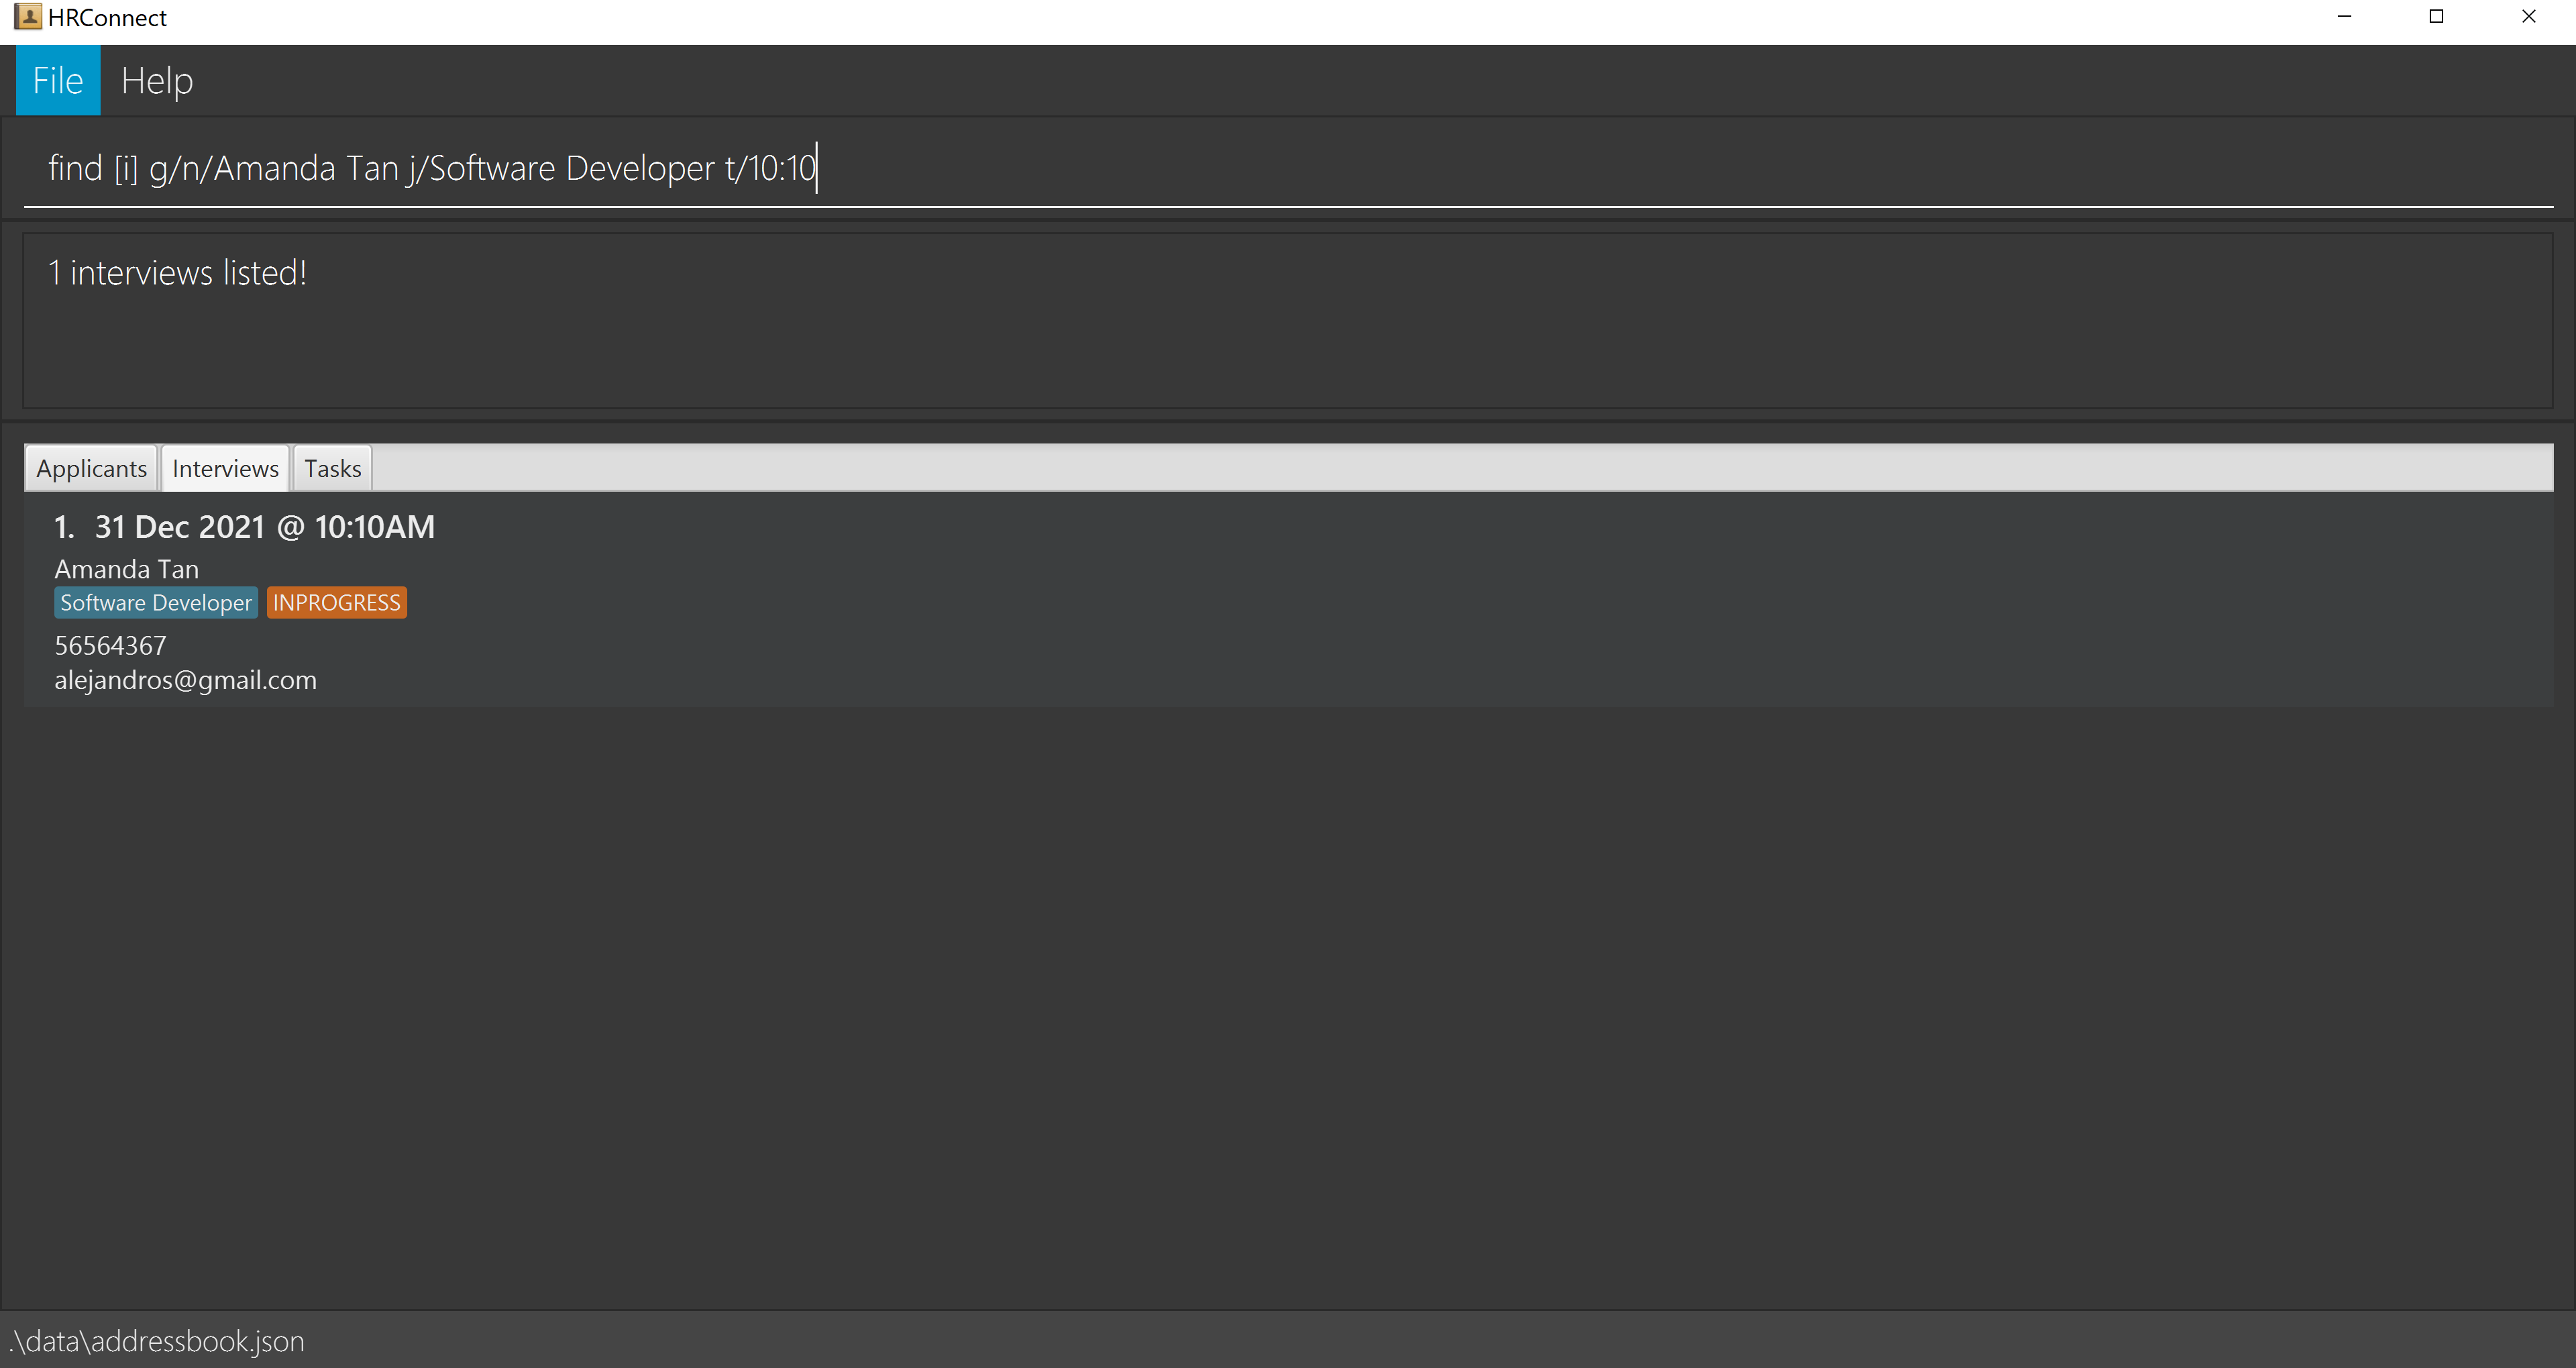 HRConnect
File Help
find [i] g/n/Amanda Tan j/Software Developer t/10:10
1 interviews listed!
Applicants Interviews Tasks
1. 31 Dec 2021 @ 10:10AM
Amanda Tan
Software Developer INPROGRESS
56564367
alejandros@gmail.com
.\data\addressbook.json